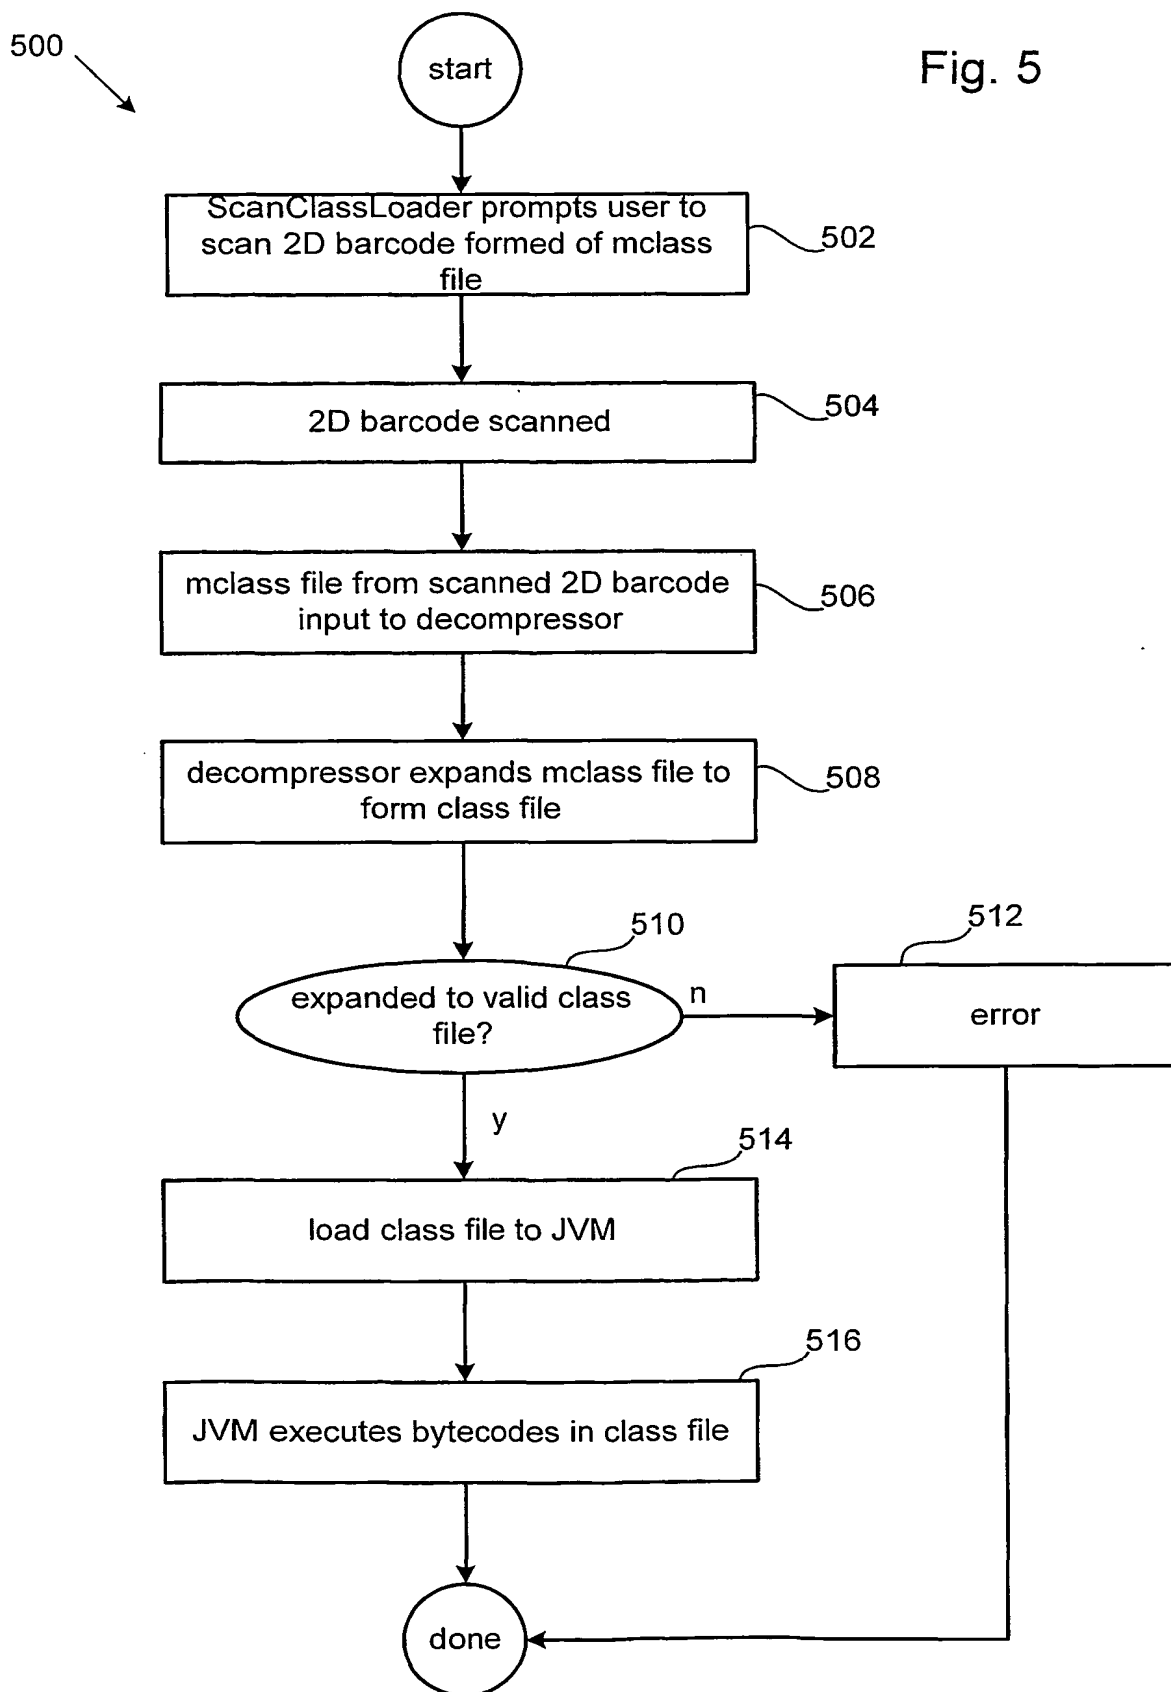 500
Fig. 5
start
ScanClassLoader prompts user to
scan 2D barcode formed of mclass
file
502
2D barcode scanned
504
mclass file from scanned 2D barcode
input to decompressor
506
decompressor expands mclass file to
form class file
508
510
expanded to valid class
file?
n
512
error
y
514
load class file to JVM
516
JVM executes bytecodes in class file
done